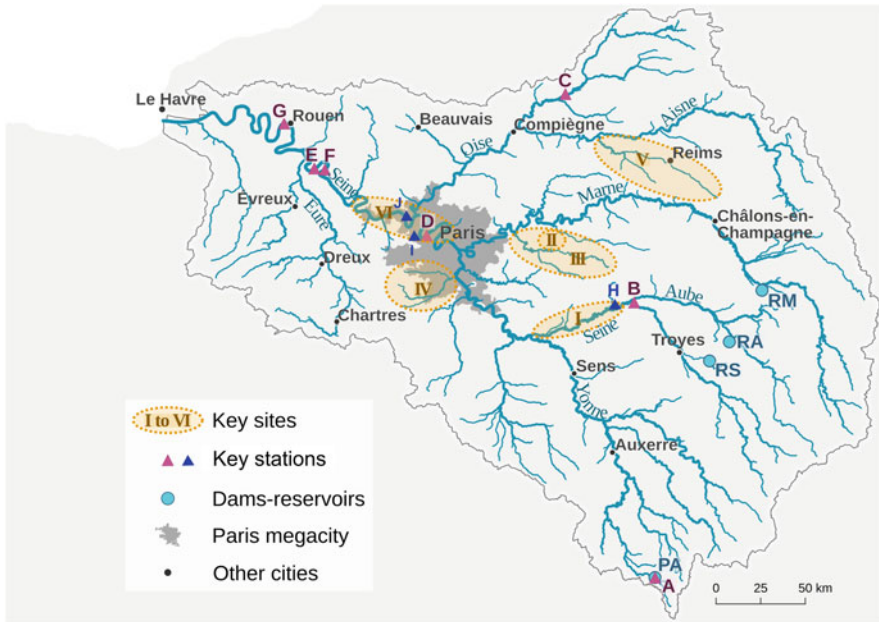 C
Le Havre
G
Rouen
Beauvais
Compiègne
Aisne
Oise
V
Reims
E F
Seine
Marne
Evreux
Eure
VI
J
D
Paris
I
Châlons-en-
Champagne
II
III
Dreux
IV
H
B
Aube
RM
Chartres
I
Seine
Troyes
RA
RS
Sens
Yonne
I to VI Key sites
Key stations
Auxerre
Dams-reservoirs
Paris megacity
Other cities
PA
A
0 25 50 km